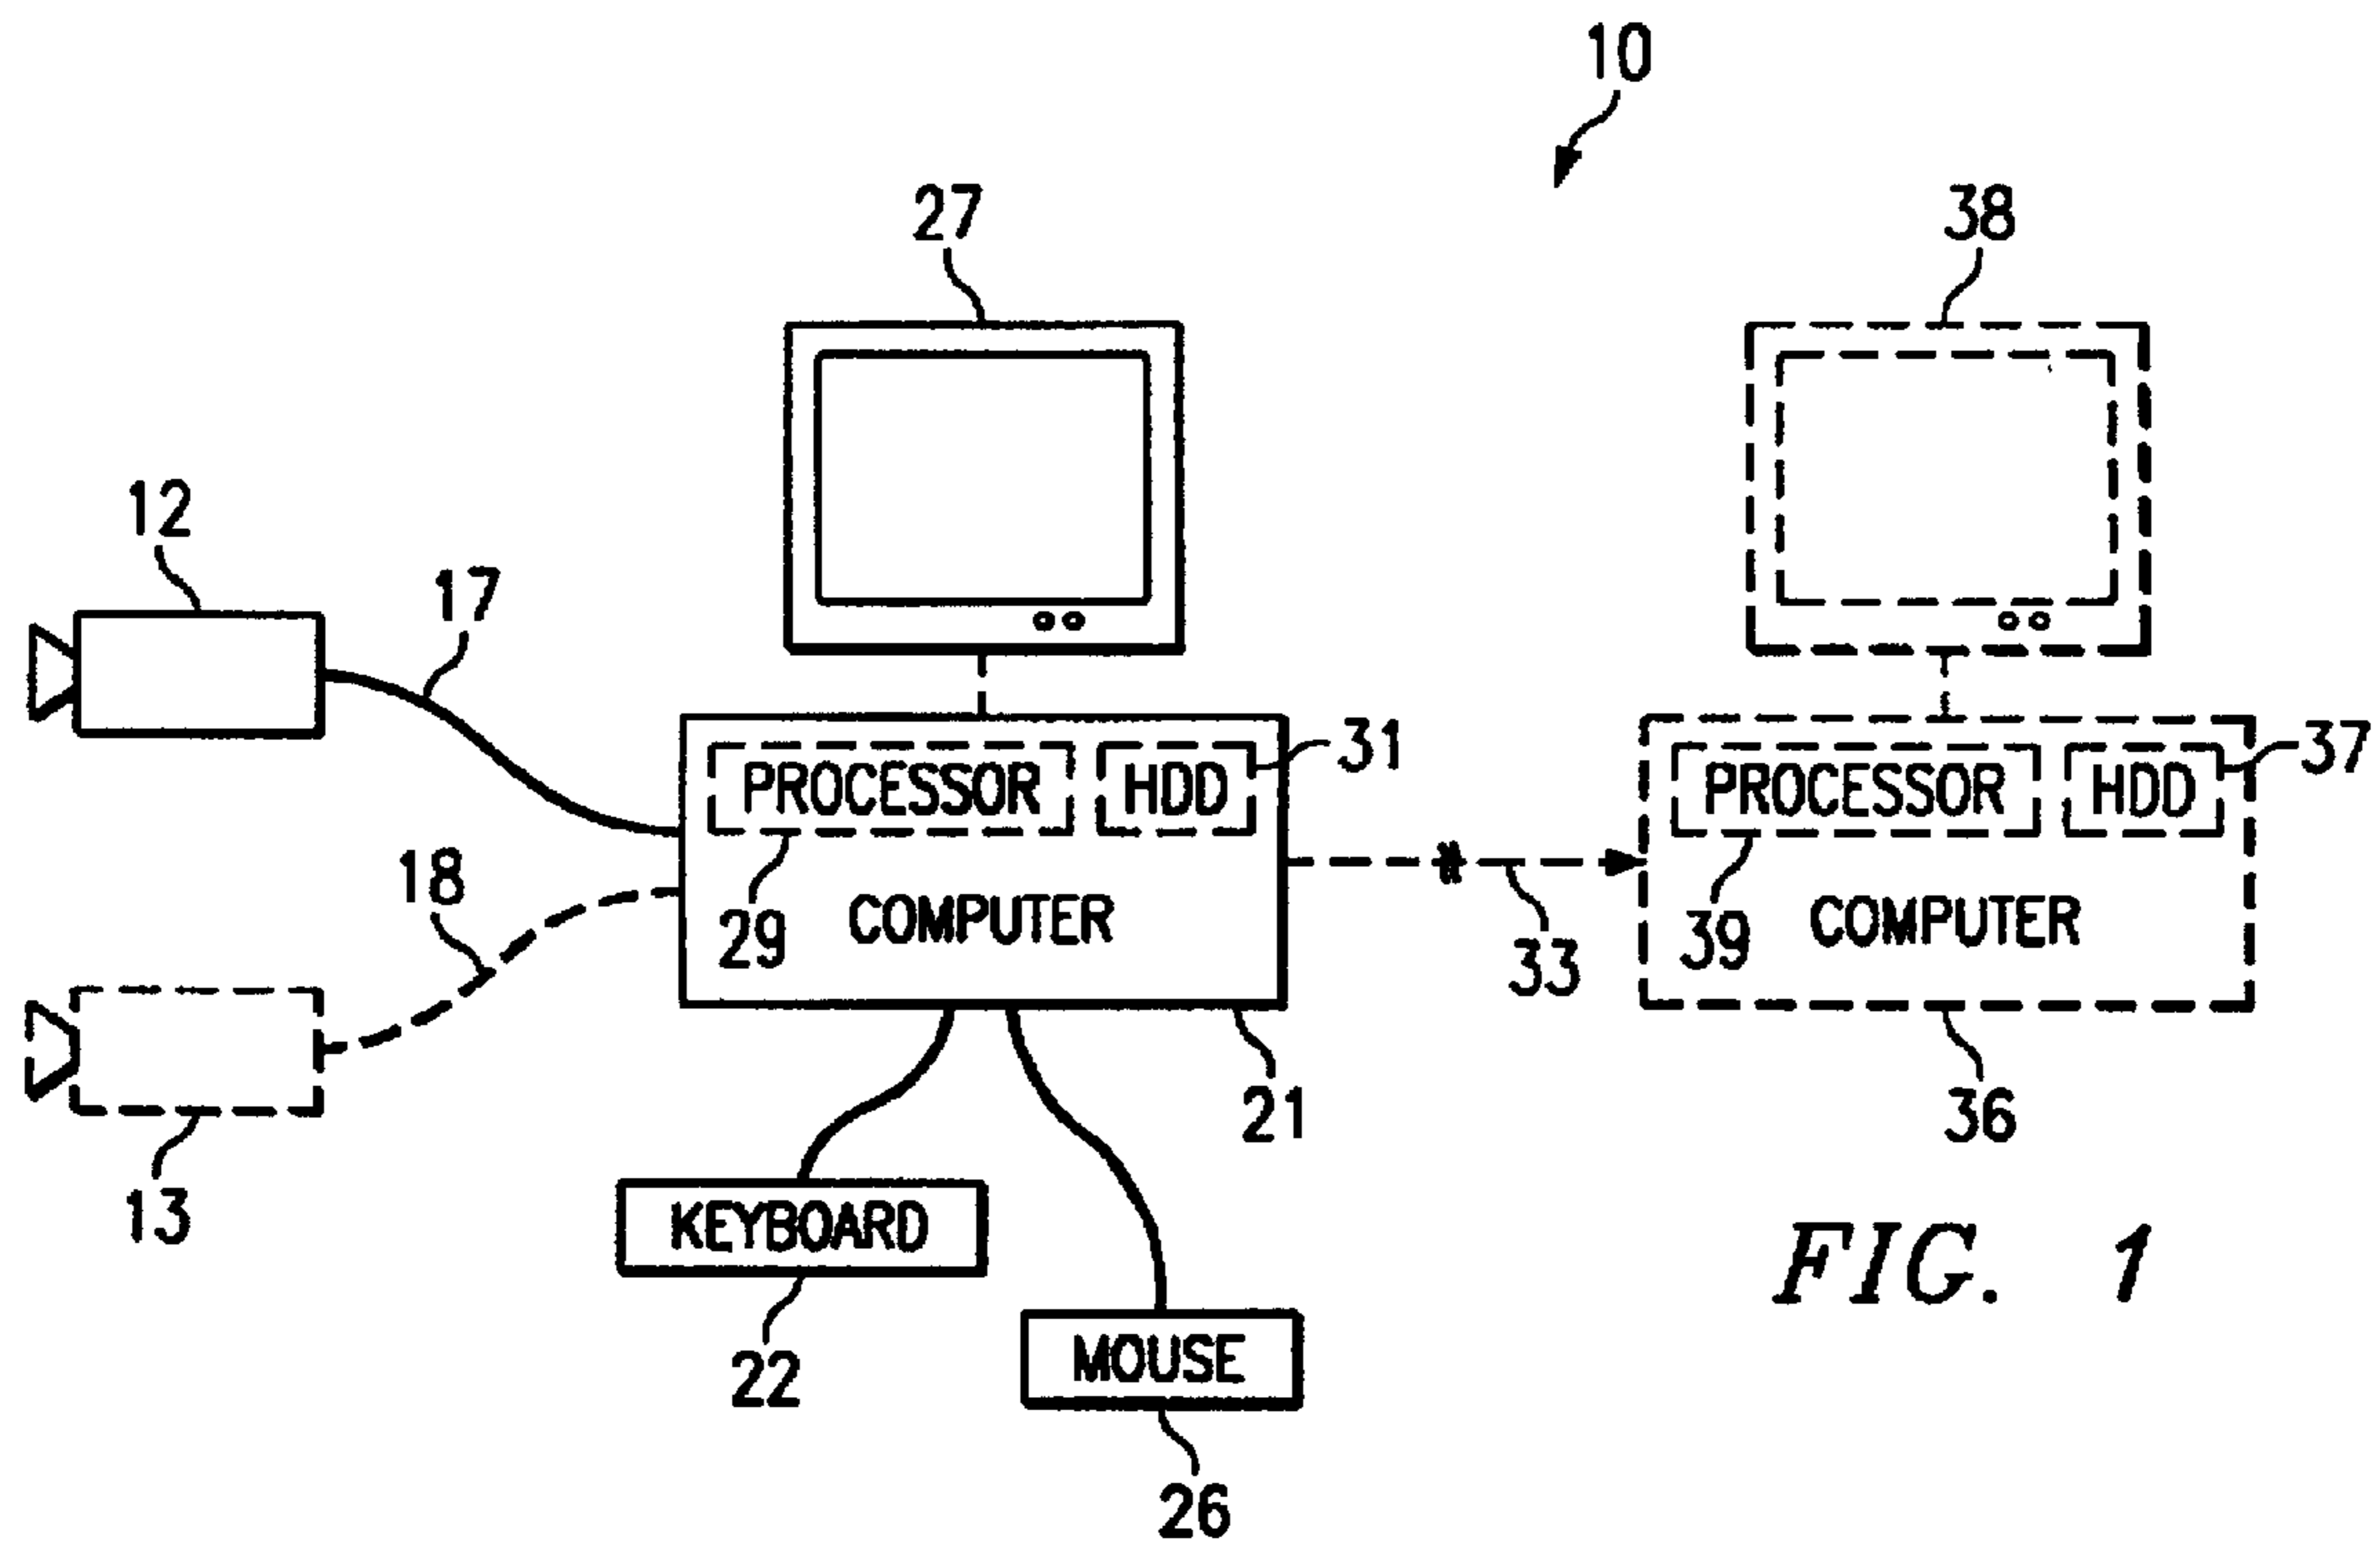 10
27
38
12
17
31
PROCESSOR
HDD
37
PROCESSOR
HDD
18
29
COMPUTER
33
39
COMPUTER
21
36
13
KEYBOARD
FIG. 1
22
MOUSE
26